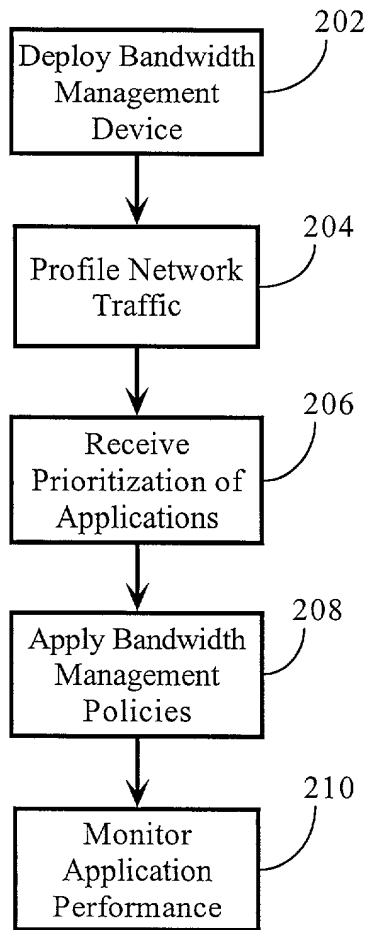 202
Deploy Bandwidth
Management
Device
204
Profile Network
Traffic
206
Receive
Prioritization of
Applications
208
Apply Bandwidth
Management
Policies
210
Monitor
Application
Performance